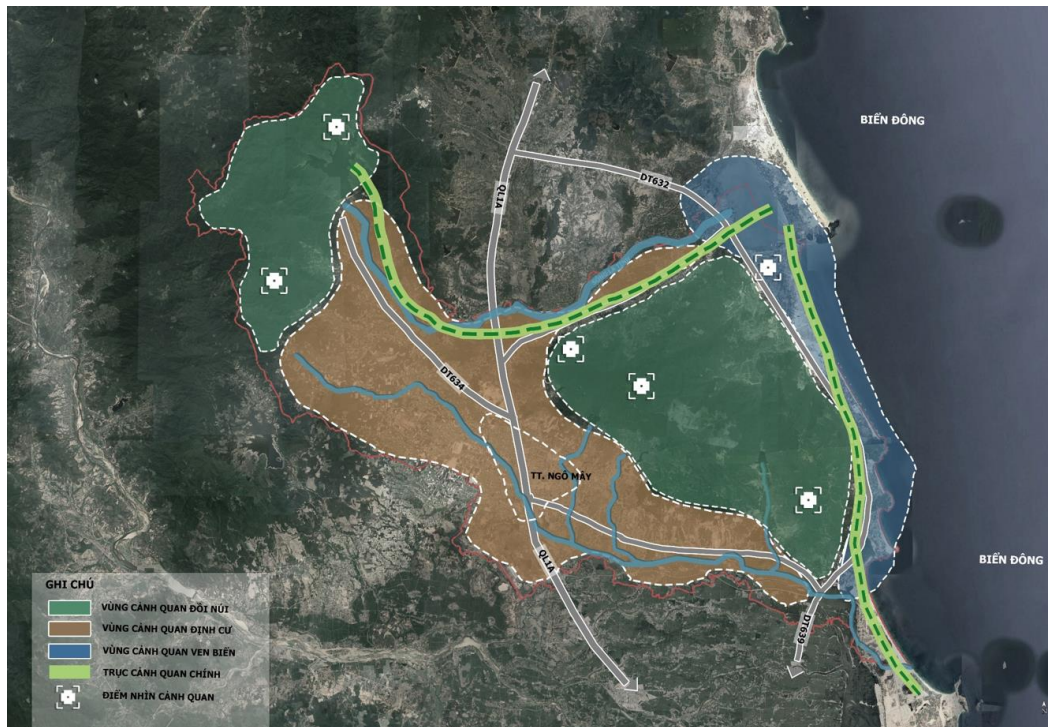 BIỂN ĐÔNG
DT632
QL1A
DT634
TT. NGÔ MÂY
BIỂN ĐÔNG
QL1A
DT639
GHI CHÚ
VÙNG CẢNH QUAN ĐỒI NÚI
VÙNG CẢNH QUAN ĐỊNH CƯ
VÙNG CẢNH QUAN VEN BIỂN
TRỤC CẢNH QUAN CHÍNH
ĐIỂM NHÌN CẢNH QUAN